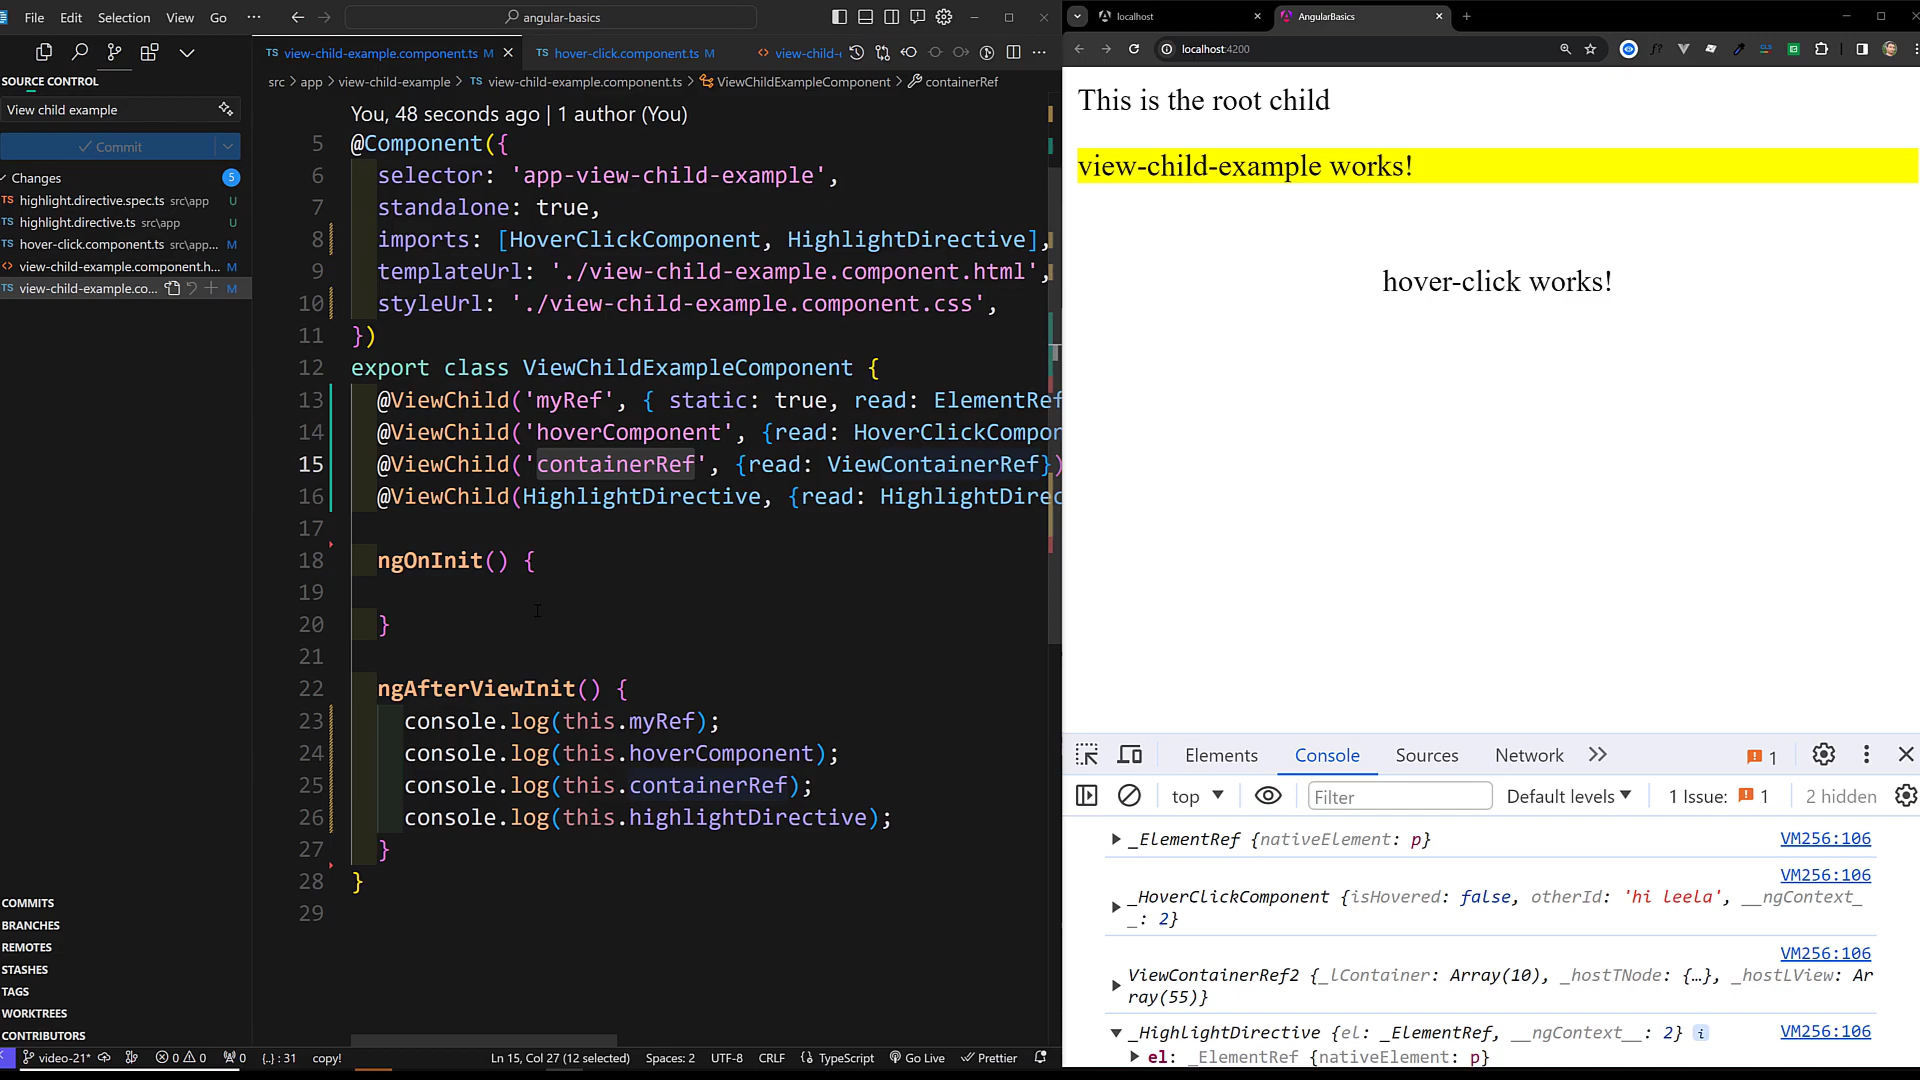 File Edit Selection View Go ··· angular-basics
SOURCE CONTROL
View child example
Commit
Changes 5
highlight.directive.spec.ts src\app U
highlight.directive.ts src\app U
hover-click.component.ts src\app... M
view-child-example.component.h... M
view-child-example.co... M
COMMITS
BRANCHES
REMOTES
STASHES
TAGS
WORKTREES
CONTRIBUTORS
TS view-child-example.component.ts M TS hover-click.component.ts M view-child-
src > app > view-child-example > TS view-child-example.component.ts > ViewChildExampleComponent > containerRef
You, 48 seconds ago | 1 author (You)
5 @Component({
6 selector: 'app-view-child-example',
7 standalone: true,
8 imports: [HoverClickComponent, HighlightDirective],
9 templateUrl: './view-child-example.component.html',
10 styleUrl: './view-child-example.component.css',
11 })
12 export class ViewChildExampleComponent {
13 @ViewChild('myRef', { static: true, read: ElementRef
14 @ViewChild('hoverComponent', {read: HoverClickCompon
15 @ViewChild('containerRef', {read: ViewContainerRef})
16 @ViewChild(HighlightDirective, {read: HighlightDirec
17
18 ngOnInit() {
19
20 }
21
22 ngAfterViewInit() {
23 console.log(this.myRef);
24 console.log(this.hoverComponent);
25 console.log(this.containerRef);
26 console.log(this.highlightDirective);
27 }
28 }
29
video-21* 0 0 0 {..} : 31 copy! Ln 15, Col 27 (12 selected) Spaces: 2 UTF-8 CRLF TypeScript Go Live Prettier
localhost AngularBasics
localhost:4200
This is the root child
view-child-example works!
hover-click works!
Elements Console Sources Network 1
top Filter Default levels 1 Issue: 1 2 hidden
_ElementRef {nativeElement: p} VM256:106
VM256:106
_HoverClickComponent {isHovered: false, otherId: 'hi leela', __ngContext_
_: 2}
VM256:106
ViewContainerRef2 {_lContainer: Array(10), _hostTNode: {…}, _hostLView: Ar
ray(55)}
_HighlightDirective {el: _ElementRef, __ngContext__: 2} i VM256:106
el: _ElementRef {nativeElement: p}